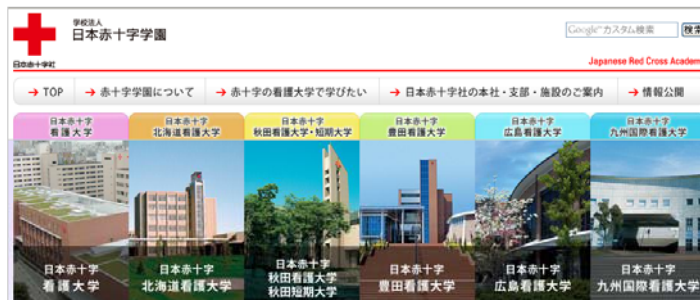 学校法人
日本赤十字学園
日本赤十字社
Google カスタム検索
検索
Japanese Red Cross Academ
→ TOP
→ 赤十字学園について
→ 赤十字の看護大学で学びたい
→ 日本赤十字社の本社・支部・施設のご案内
→ 情報公開
日本赤十字
看護大学
日本赤十字
北海道看護大学
日本赤十字
秋田看護大学・短期大学
日本赤十字
豊田看護大学
日本赤十字
広島看護大学
日本赤十字
九州国際看護大学
日本赤十字
看護大学
日本赤十字
北海道看護大学
日本赤十字
秋田看護大学
秋田短期大学
日本赤十字
豊田看護大学
日本赤十字
広島看護大学
日本赤十字
九州国際看護大学